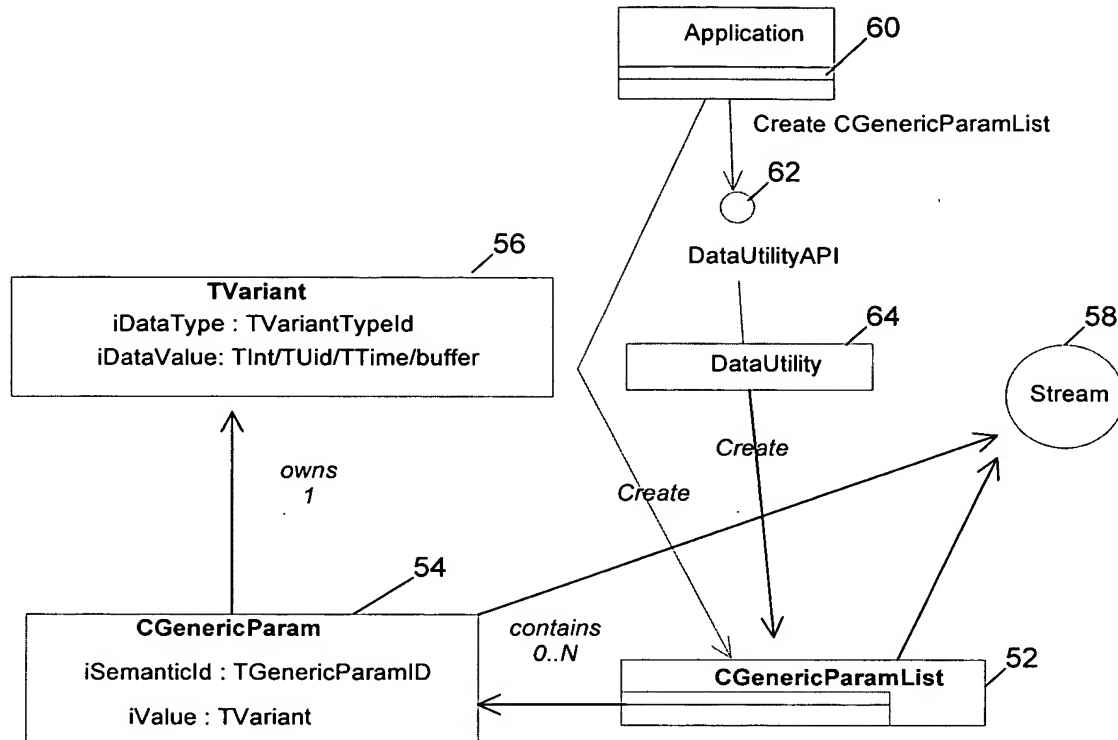 Application
60
Create CGenericParamList
62
DataUtilityAPI
56
TVariant
iDataType : TVariantTypeId
iDataValue: TInt/TUid/TTime/buffer
64
DataUtility
58
Stream
owns
1
Create
Create
54
CGenericParam
iSemanticId : TGenericParamID
iValue : TVariant
contains
0..N
CGenericParamList
52